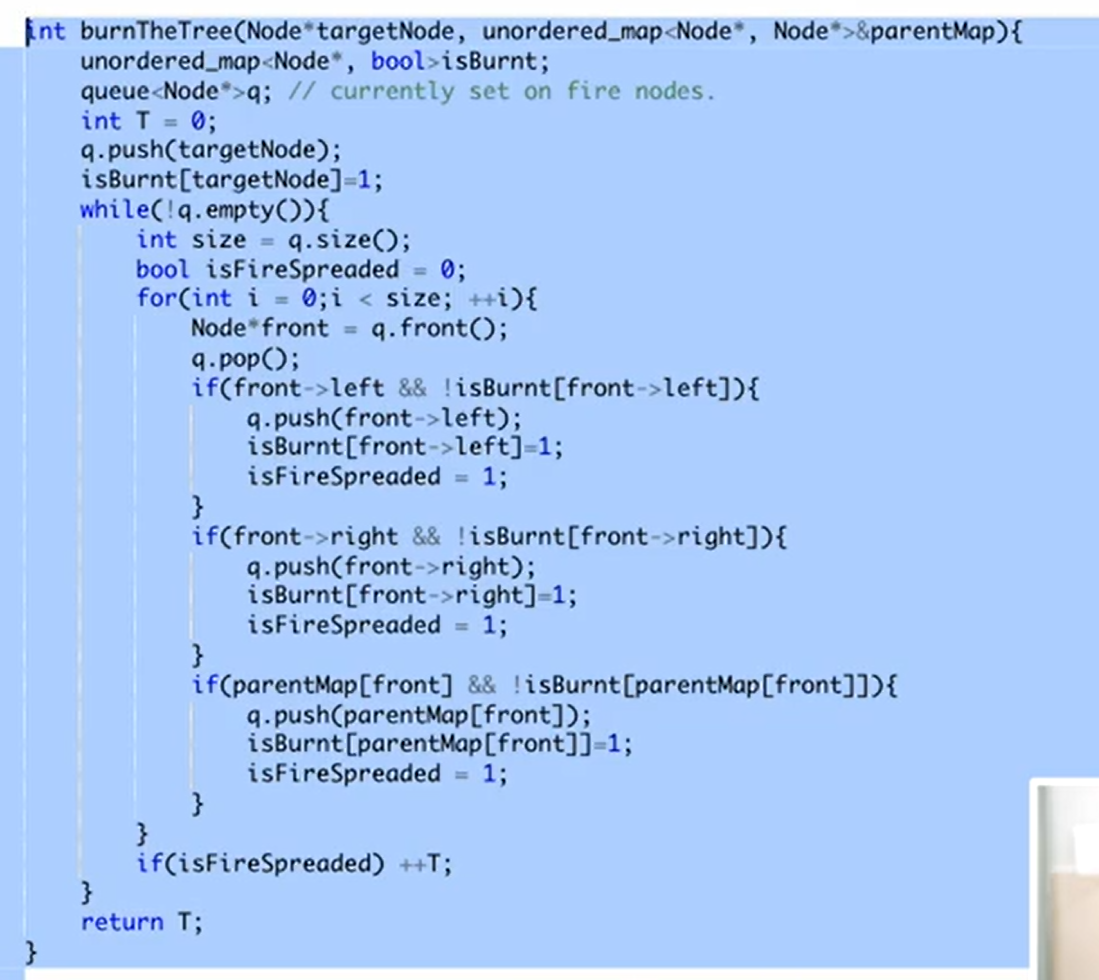 int burnTheTree(Node*targetNode, unordered_map<Node*, Node*>&parentMap){
    unordered_map<Node*, bool>isBurnt;
    queue<Node*>q; // currently set on fire nodes.
    int T = 0;
    q.push(targetNode);
    isBurnt[targetNode]=1;
    while(!q.empty()){
        int size = q.size();
        bool isFireSpreaded = 0;
        for(int i = 0;i < size; ++i){
            Node*front = q.front();
            q.pop();
            if(front->left && !isBurnt[front->left]){
                q.push(front->left);
                isBurnt[front->left]=1;
                isFireSpreaded = 1;
            }
            if(front->right && !isBurnt[front->right]){
                q.push(front->right);
                isBurnt[front->right]=1;
                isFireSpreaded = 1;
            }
            if(parentMap[front] && !isBurnt[parentMap[front]]){
                q.push(parentMap[front]);
                isBurnt[parentMap[front]]=1;
                isFireSpreaded = 1;
            }
        }
        if(isFireSpreaded) ++T;
    }
    return T;
}